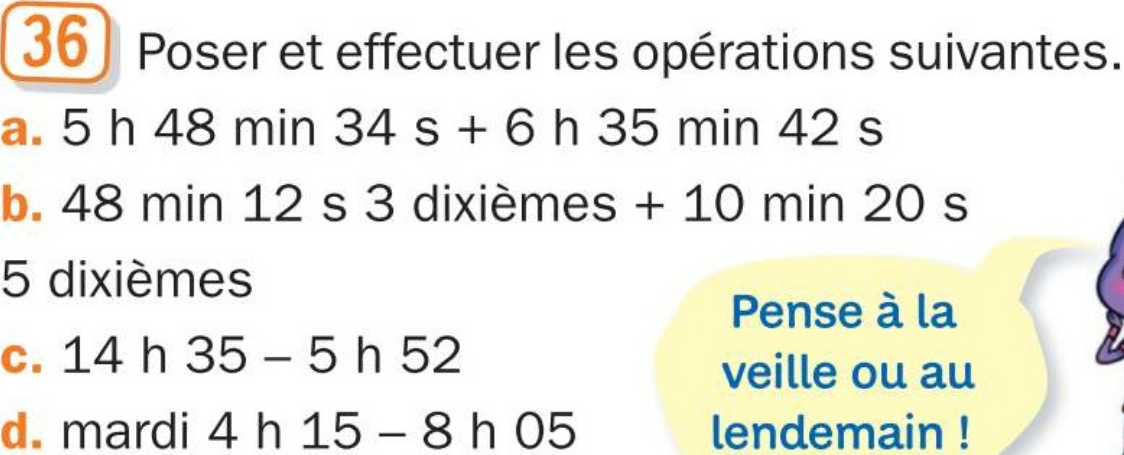 36 Poser et effectuer les opérations suivantes.
a. 5 h 48 min 34 s + 6 h 35 min 42 s
b. 48 min 12 s 3 dixièmes + 10 min 20 s
5 dixièmes
c. 14 h 35 – 5 h 52
d. mardi 4 h 15 – 8 h 05
Pense à la
veille ou au
lendemain !